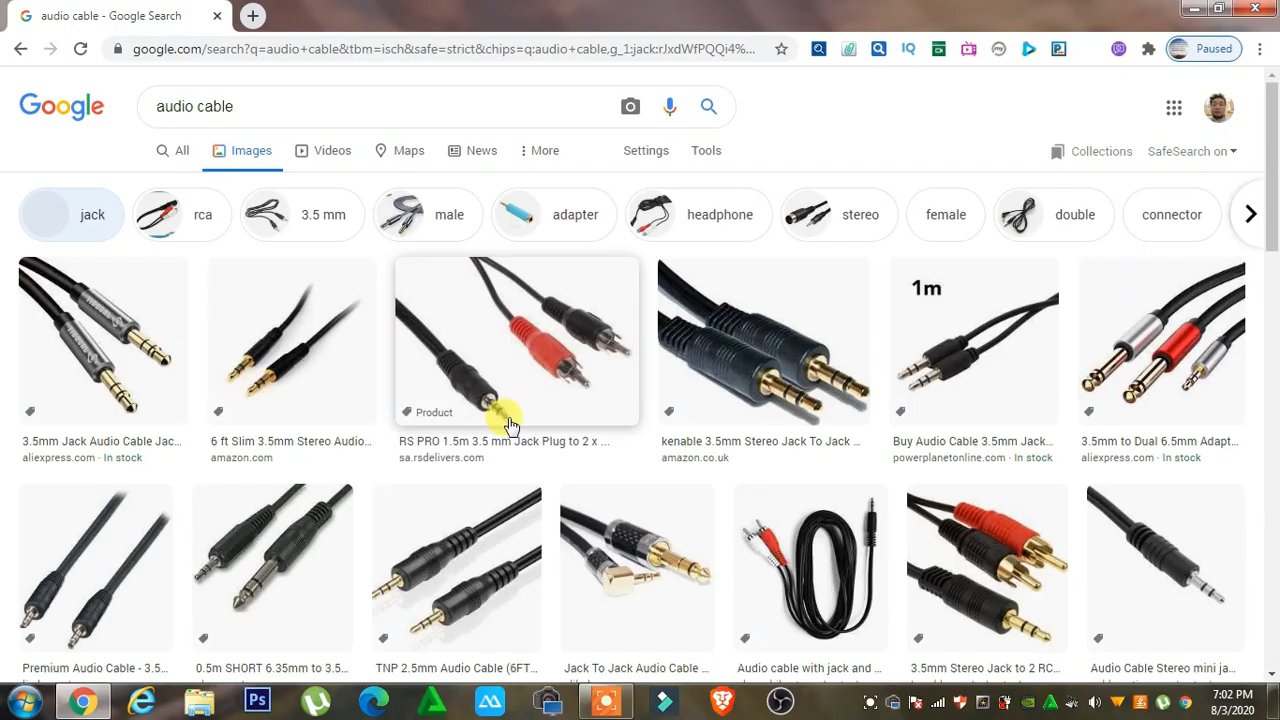 audio cable - Google Search
google.com/search?q=audio+cable&tbm=isch&safe=strict&chips=q:audio+cable,g_1:jack:rJxdWfPQQi4%...
Paused
Google
audio cable
All
Images
Videos
Maps
News
More
Settings
Tools
Collections
SafeSearch on
jack
rca
3.5 mm
male
adapter
headphone
stereo
female
double
connector
1m
Product
3.5mm Jack Audio Cable Jac...
aliexpress.com · In stock
6 ft Slim 3.5mm Stereo Audio...
amazon.com
RS PRO 1.5m 3.5 mm Jack Plug to 2 x ...
sa.rsdelivers.com
kenable 3.5mm Stereo Jack To Jack ...
amazon.co.uk
Buy Audio Cable 3.5mm Jack...
powerplanetonline.com · In stock
3.5mm to Dual 6.5mm Adapt...
aliexpress.com · In stock
Premium Audio Cable - 3.5...
0.5m SHORT 6.35mm to 3.5...
TNP 2.5mm Audio Cable (6FT...
Jack To Jack Audio Cable ...
Audio cable with jack and ...
3.5mm Stereo Jack to 2 RC...
Audio Cable Stereo mini ja...
Ps
7:02 PM
8/3/2020